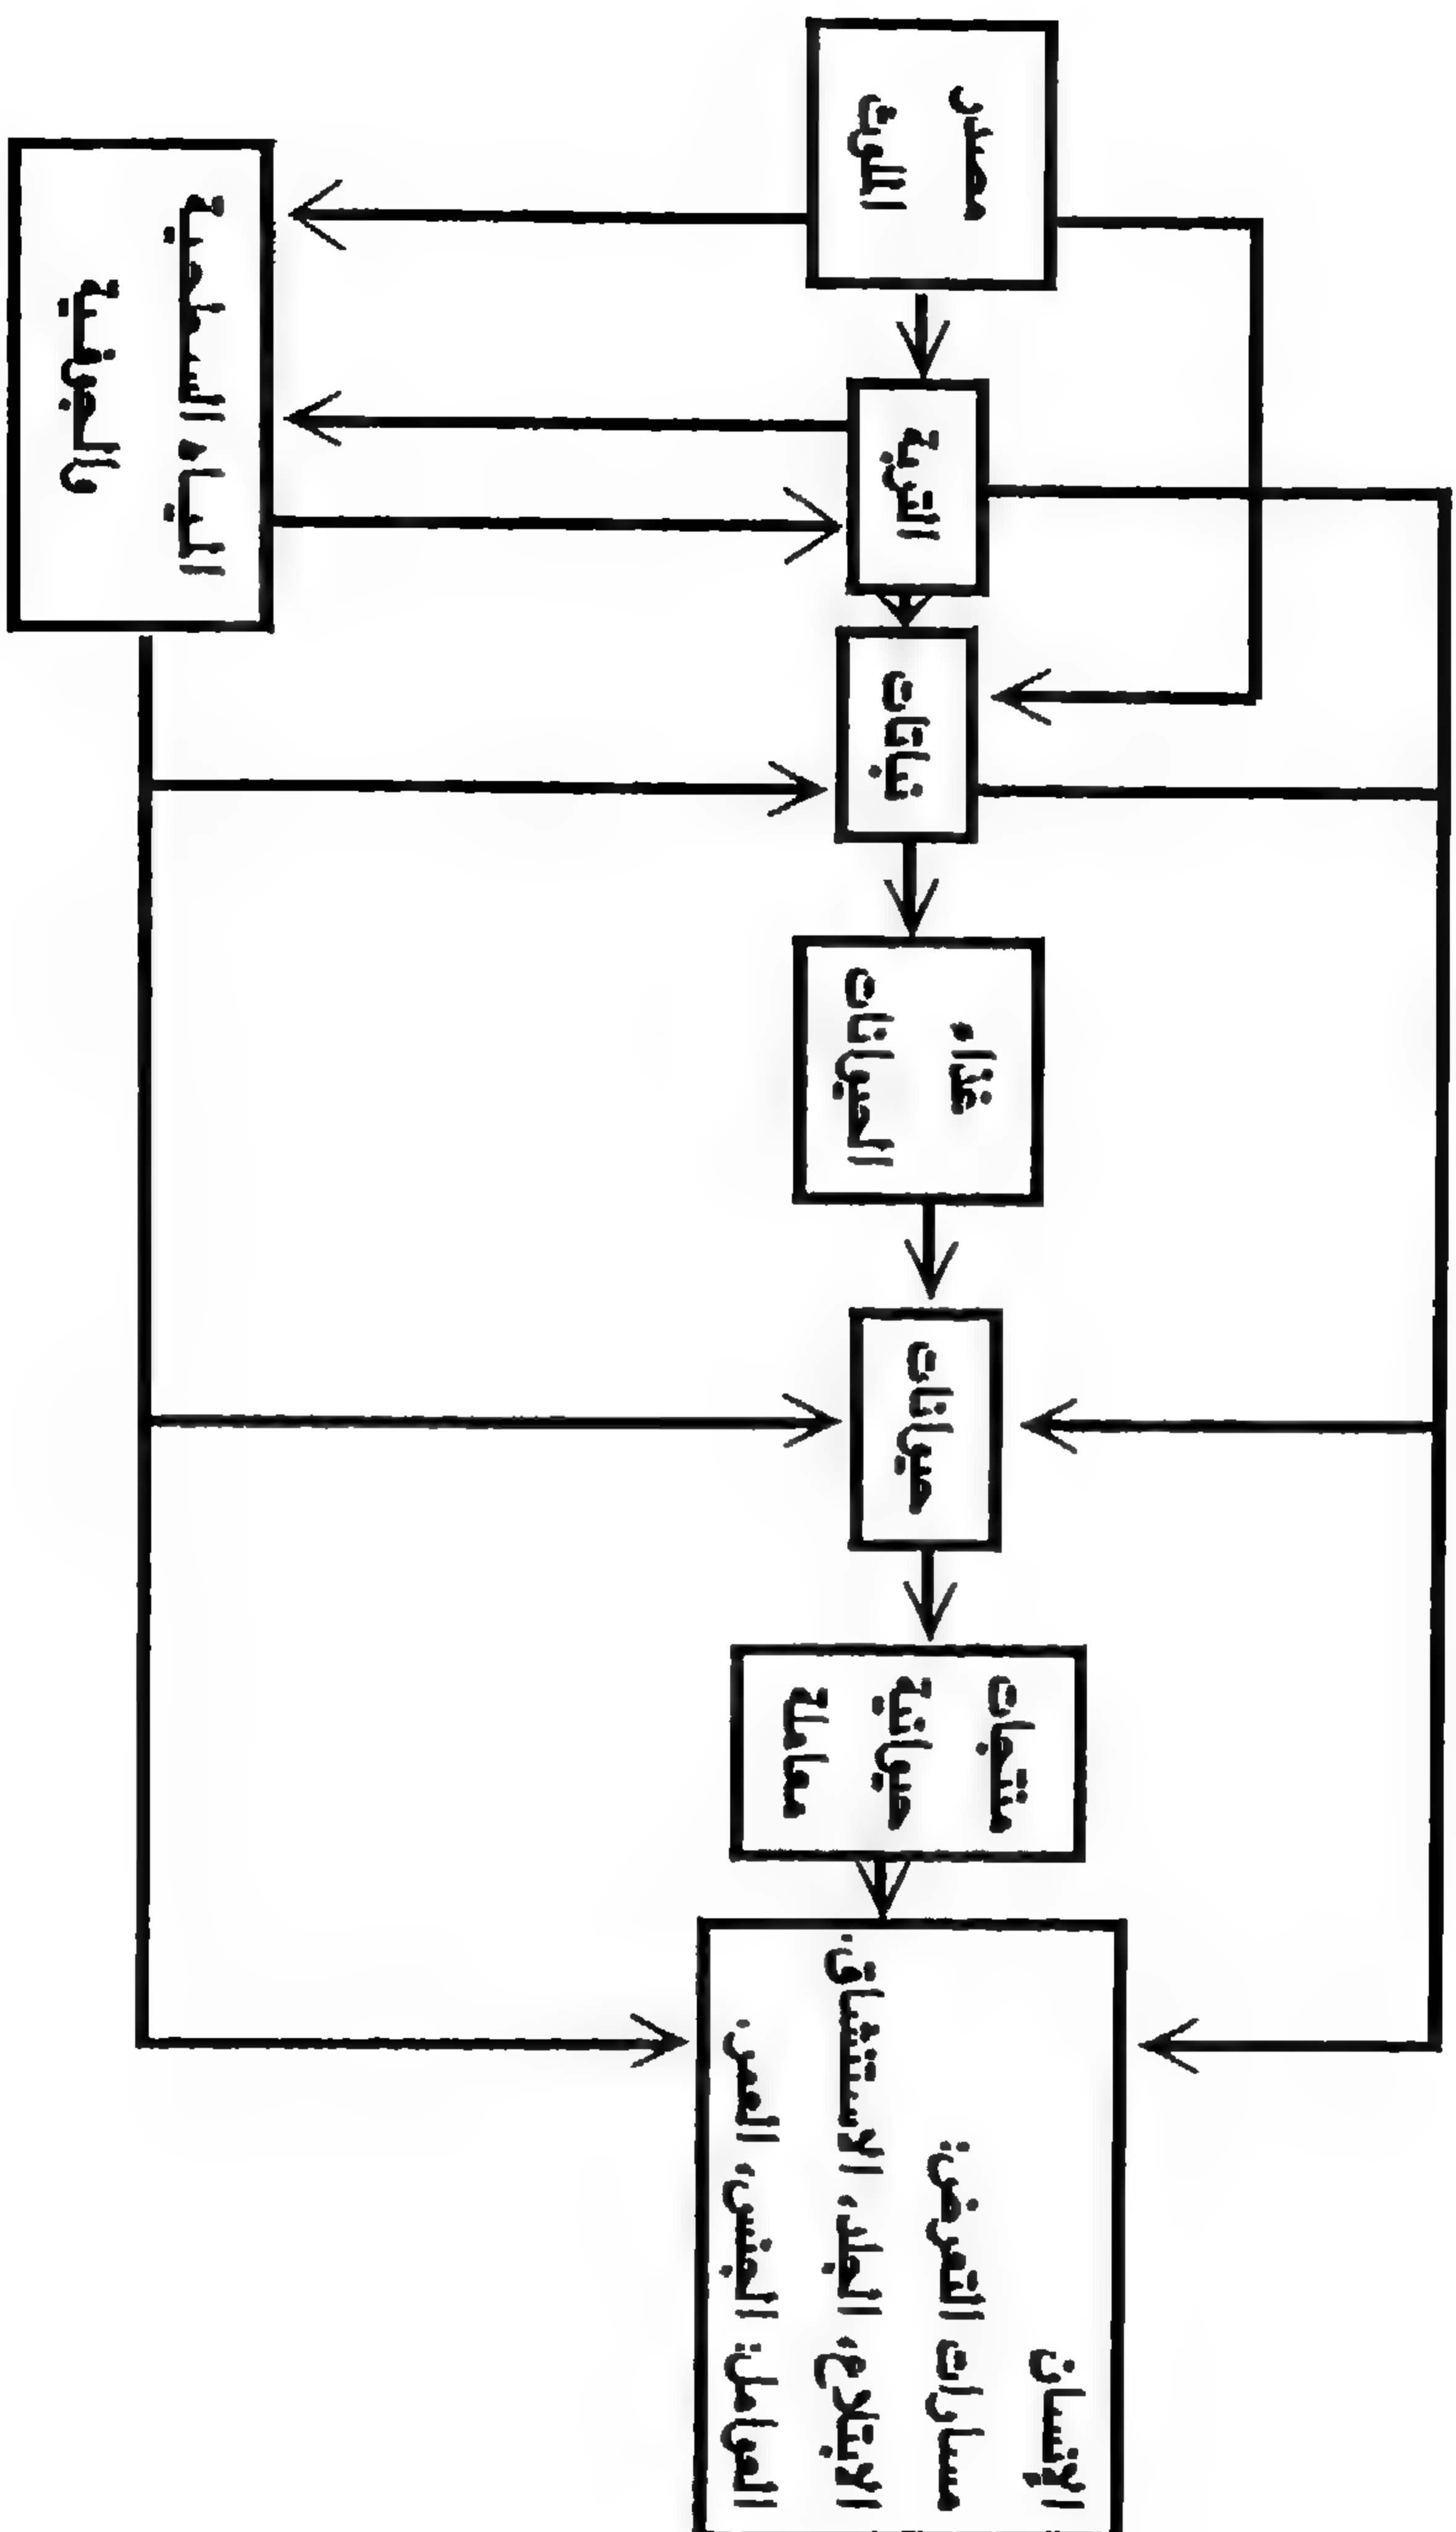 مصدر
التلوث
التربة
نباتات
غذاء
الحيوانات
حيوانات
منتجات
حيوانية
معاملة
الإنسان
مسارات التعرض:
الابتلاع، الجلد، الاستنشاق.
العوامل: الجنس، العمر.
المياه السطحية
والجوفية